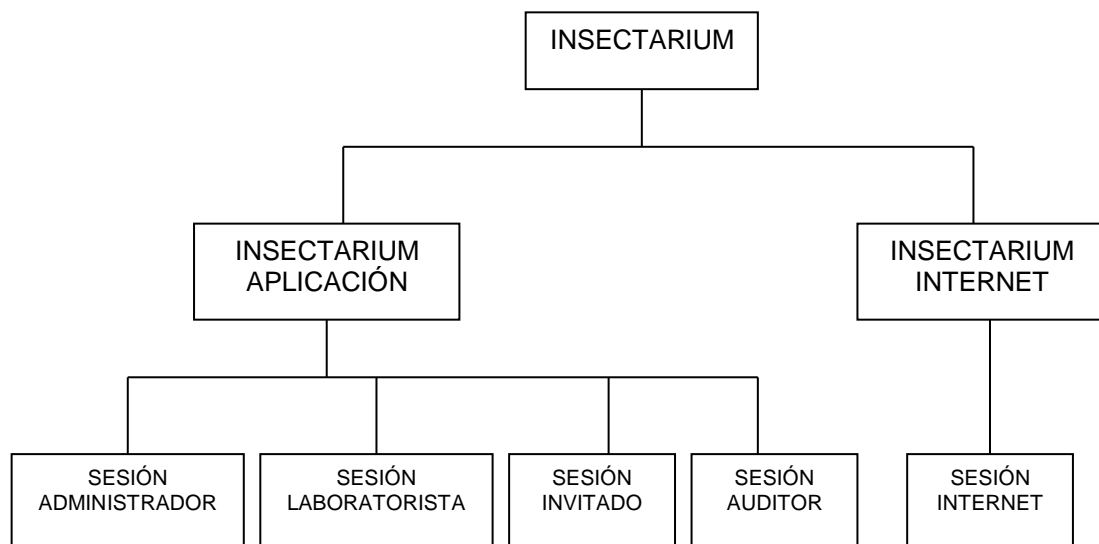 INSECTARIUM
INSECTARIUM
APLICACIÓN
INSECTARIUM
INTERNET
SESIÓN
ADMINISTRADOR
SESIÓN
LABORATORISTA
SESIÓN
INVITADO
SESIÓN
AUDITOR
SESIÓN
INTERNET